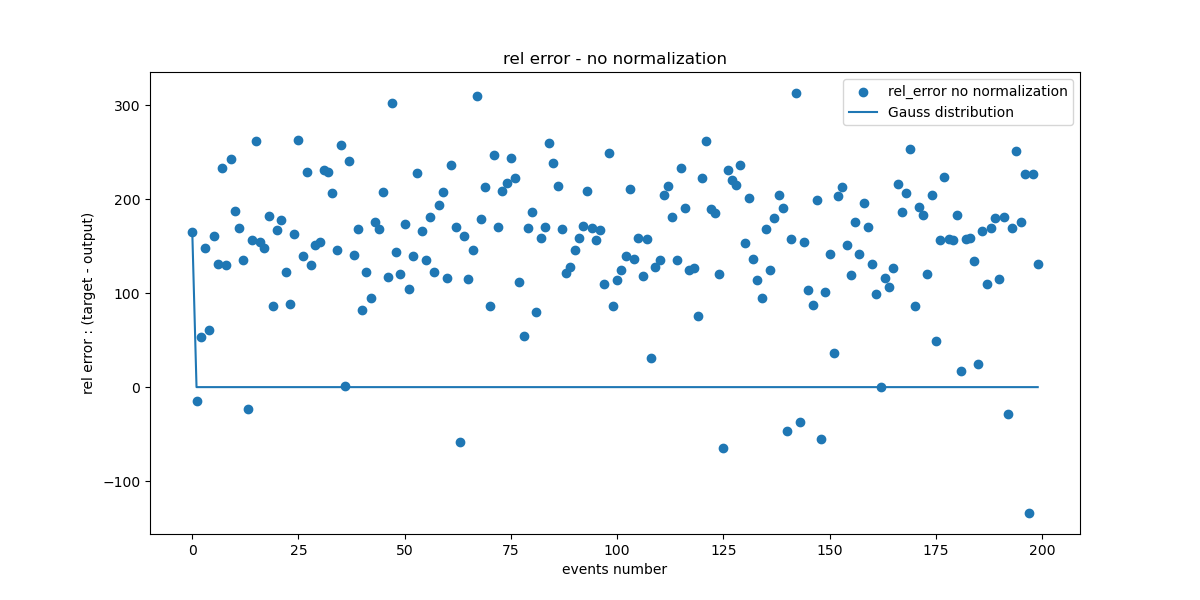 rel error - no normalization
rel_error no normalization
Gauss distribution
300
200
100
0
−100
rel error : (target - output)
0 25 50 75 100 125 150 175 200
events number